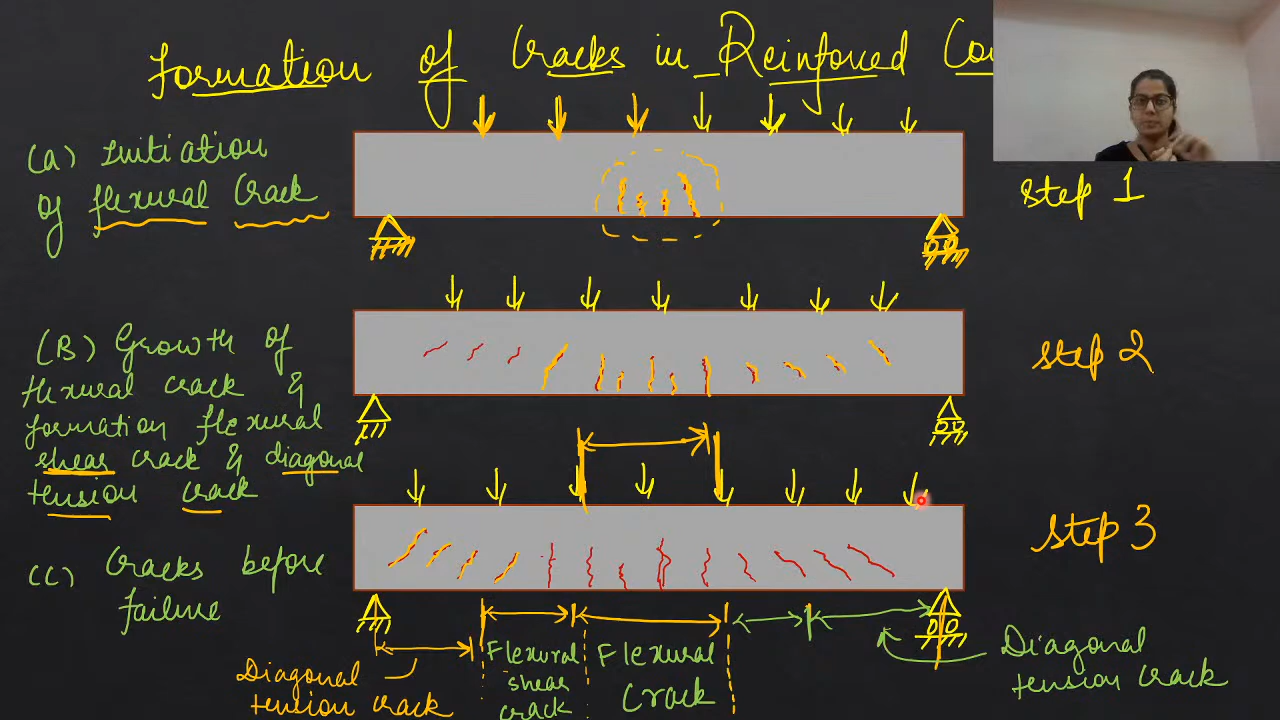 Formation of Cracks in Reinforced Con
(a) Initiation
of flexural Crack
Step 1
(B) Growth of
flexural crack &
formation flexural
shear crack & diagonal
tension crack
Step 2
(C) Cracks before
failure
Step 3
Diagonal
tension crack
Flexural
shear
crack
Flexural
Crack
Diagonal
tension crack